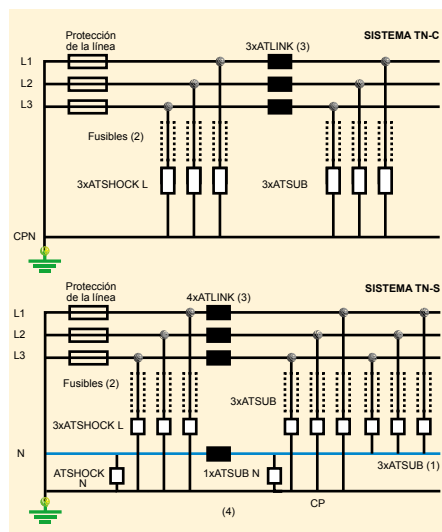 Protección
de la línea
3xATLINK (3)
SISTEMA TN-C
L1
L2
L3
Fusibles (2)
3xATSHOCK L
3xATSUB
CPN
Protección
de la línea
4xATLINK (3)
SISTEMA TN-S
L1
L2
L3
Fusibles (2)
3xATSUB
3xATSHOCK L
N
3xATSUB (1)
ATSHOCK
N
1xATSUB N
CP
(4)